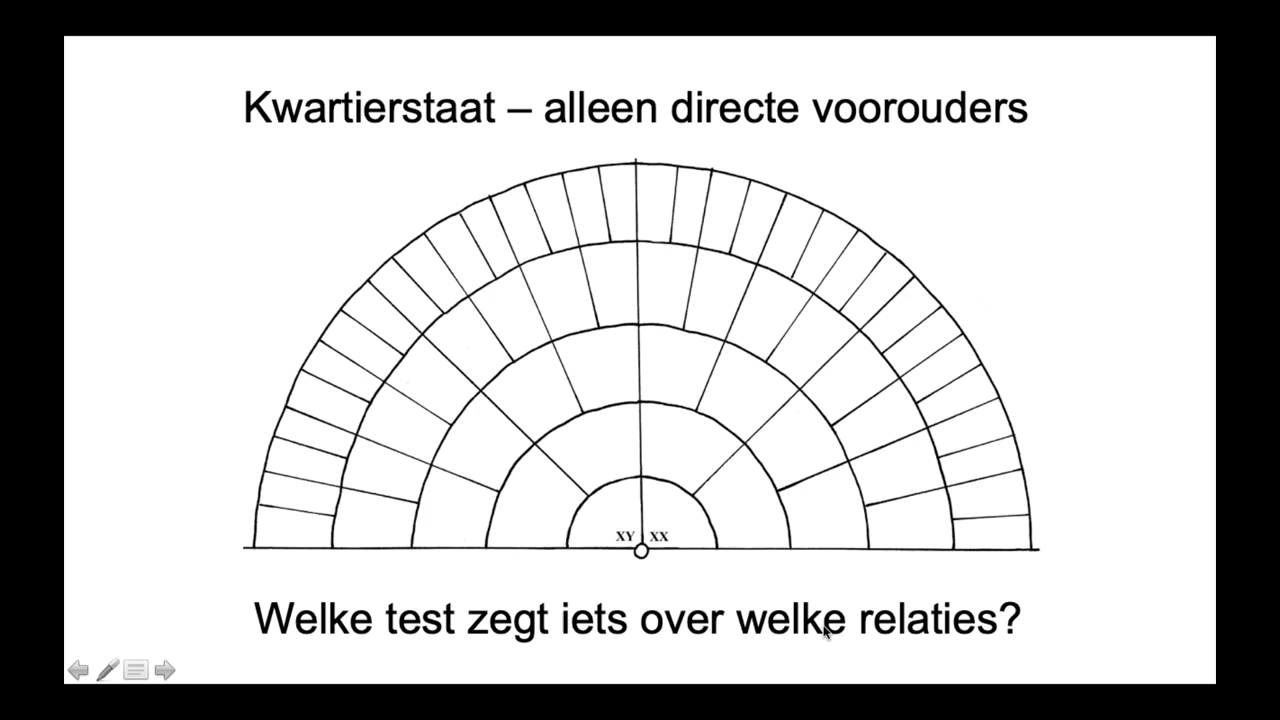 Kwartierstaat – alleen directe voorouders
XY XX
Welke test zegt iets over welke relaties?